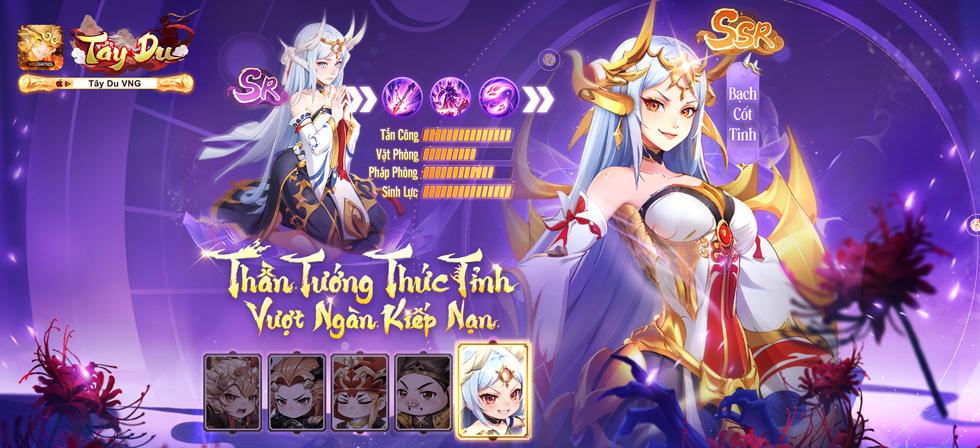 VNGGAMES
Tây Du
Tây Du VNG
SR
Tấn Công
Vật Phòng
Pháp Phòng
Sinh Lực
SSR
Bạch
Cốt
Tinh
Thần Tướng Thức Tỉnh
Vượt Ngàn Kiếp Nạn